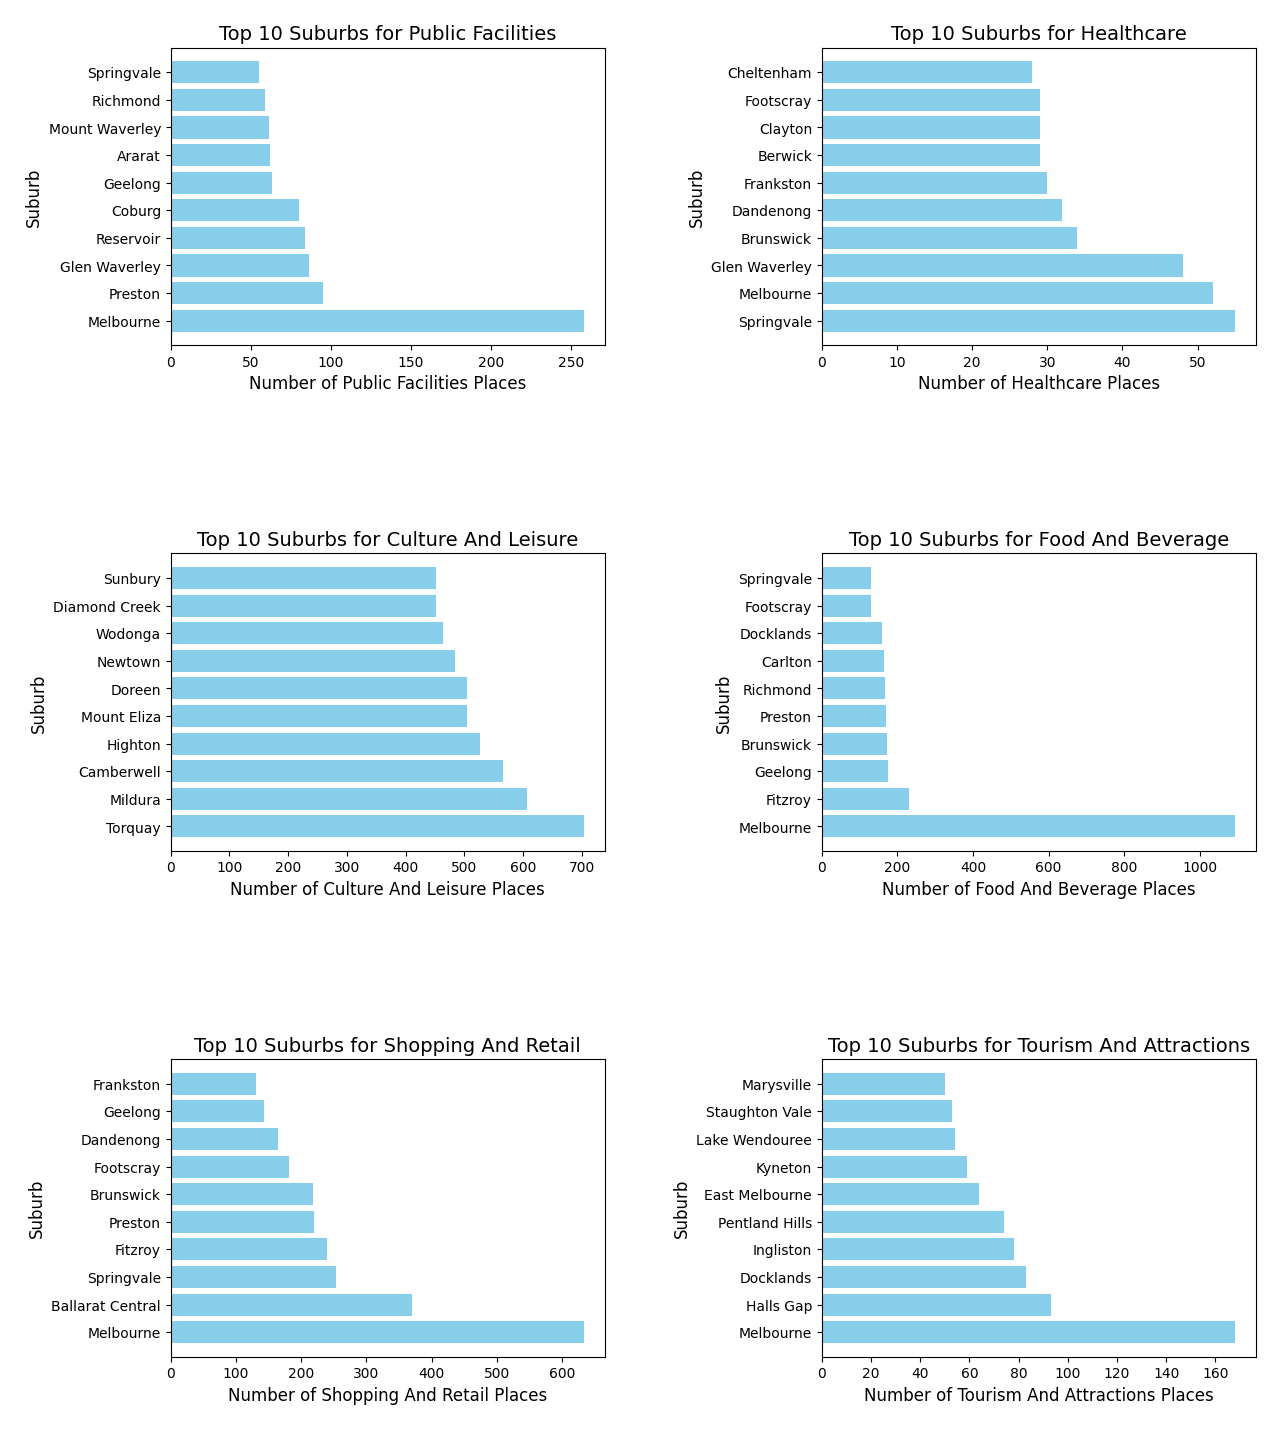 Top 10 Suburbs for Public Facilities
Suburb
Springvale
Richmond
Mount Waverley
Ararat
Geelong
Coburg
Reservoir
Glen Waverley
Preston
Melbourne
0 50 100 150 200 250
Number of Public Facilities Places
Top 10 Suburbs for Healthcare
Suburb
Cheltenham
Footscray
Clayton
Berwick
Frankston
Dandenong
Brunswick
Glen Waverley
Melbourne
Springvale
0 10 20 30 40 50
Number of Healthcare Places
Top 10 Suburbs for Culture And Leisure
Suburb
Sunbury
Diamond Creek
Wodonga
Newtown
Doreen
Mount Eliza
Highton
Camberwell
Mildura
Torquay
0 100 200 300 400 500 600 700
Number of Culture And Leisure Places
Top 10 Suburbs for Food And Beverage
Suburb
Springvale
Footscray
Docklands
Carlton
Richmond
Preston
Brunswick
Geelong
Fitzroy
Melbourne
0 200 400 600 800 1000
Number of Food And Beverage Places
Top 10 Suburbs for Shopping And Retail
Suburb
Frankston
Geelong
Dandenong
Footscray
Brunswick
Preston
Fitzroy
Springvale
Ballarat Central
Melbourne
0 100 200 300 400 500 600
Number of Shopping And Retail Places
Top 10 Suburbs for Tourism And Attractions
Suburb
Marysville
Staughton Vale
Lake Wendouree
Kyneton
East Melbourne
Pentland Hills
Ingliston
Docklands
Halls Gap
Melbourne
0 20 40 60 80 100 120 140 160
Number of Tourism And Attractions Places